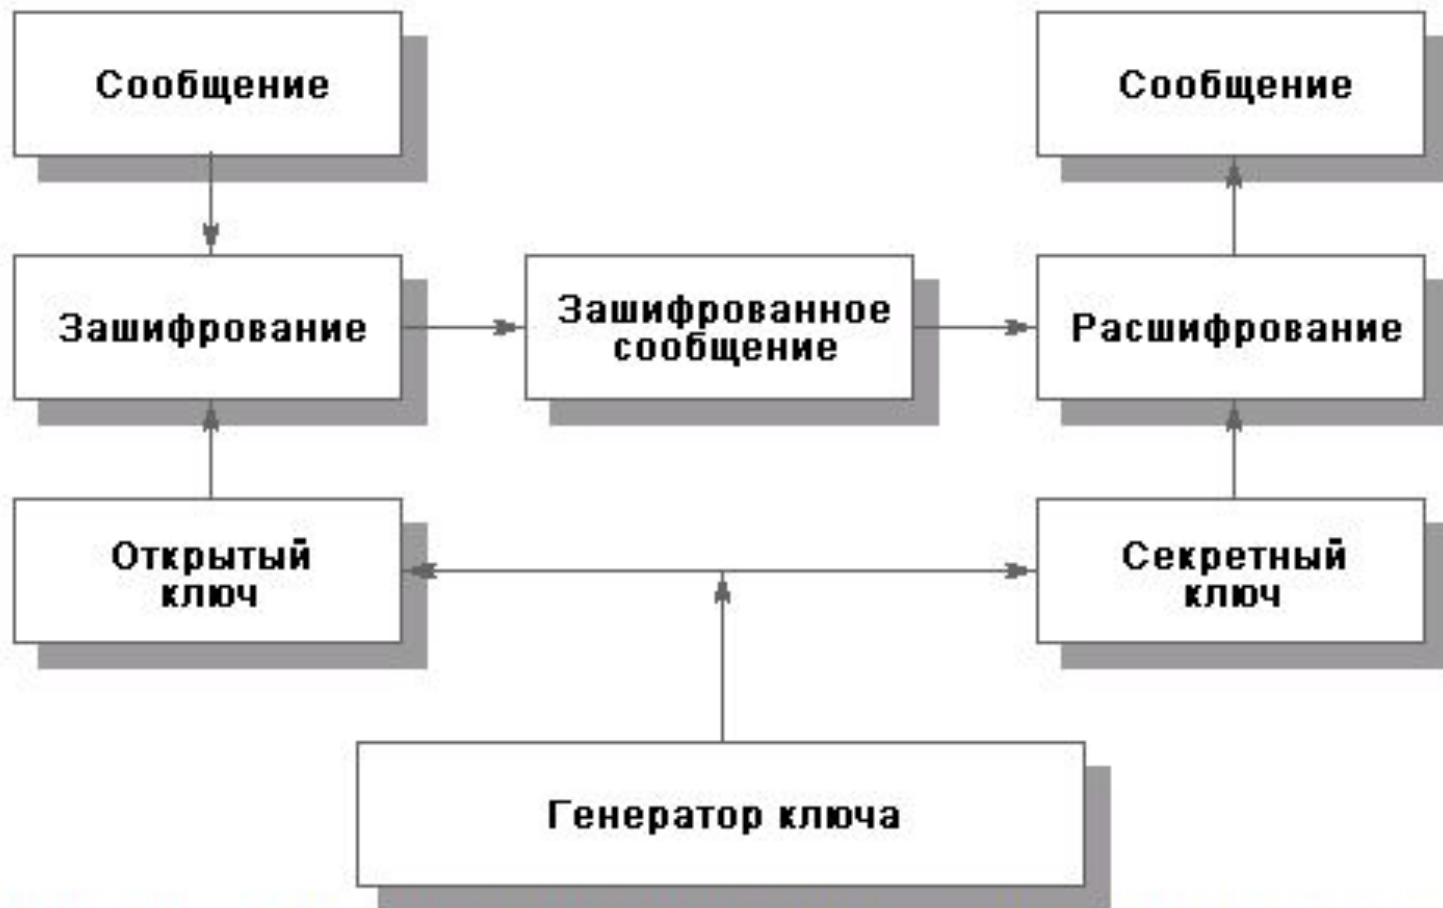 Сообщение
Сообщение
Зашифрование
Зашифрованное
сообщение
Расшифрование
Открытый
ключ
Секретный
ключ
Генератор ключа